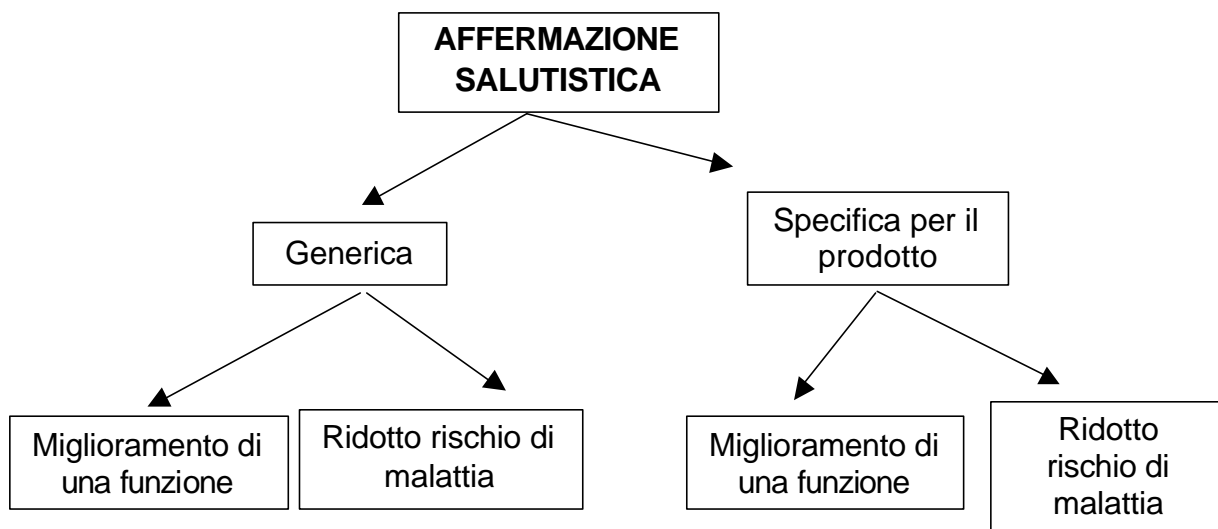 AFFERMAZIONE
SALUTISTICA
Generica
Specifica per il
prodotto
Miglioramento di
una funzione
Ridotto rischio di
malattia
Miglioramento di
una funzione
Ridotto
rischio di
malattia